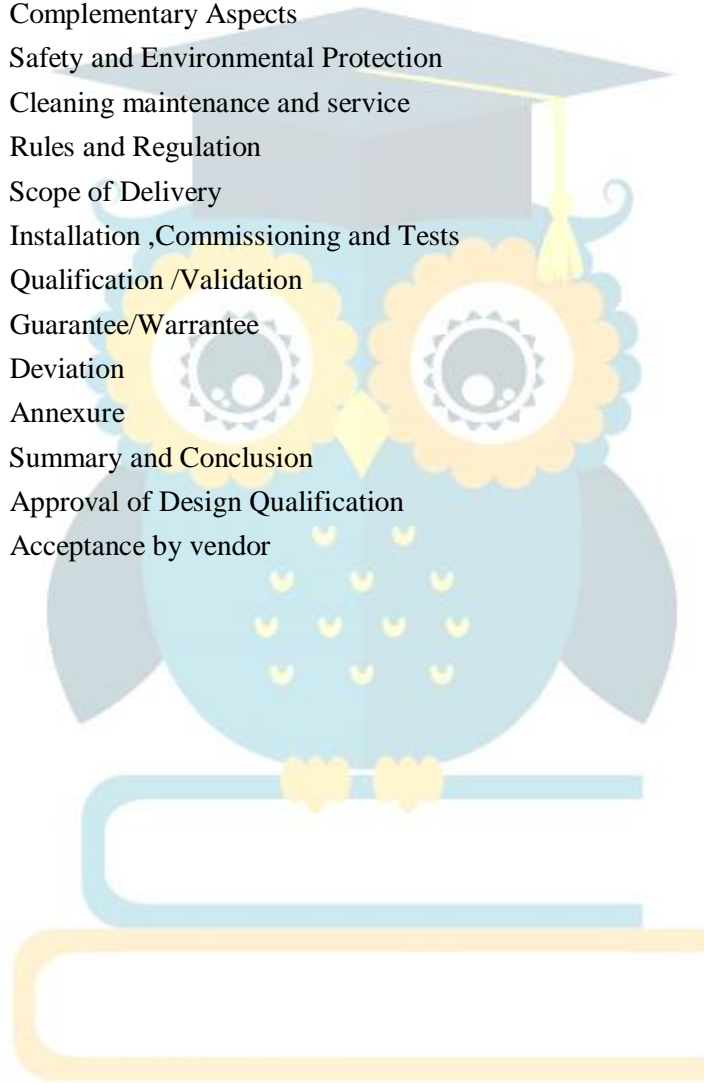 Complementary Aspects
Safety and Environmental Protection
Cleaning maintenance and service
Rules and Regulation
Scope of Delivery
Installation ,Commissioning and Tests
Qualification /Validation
Guarantee/Warrantee
Deviation
Annexure
Summary and Conclusion
Approval of Design Qualification
Acceptance by vendor